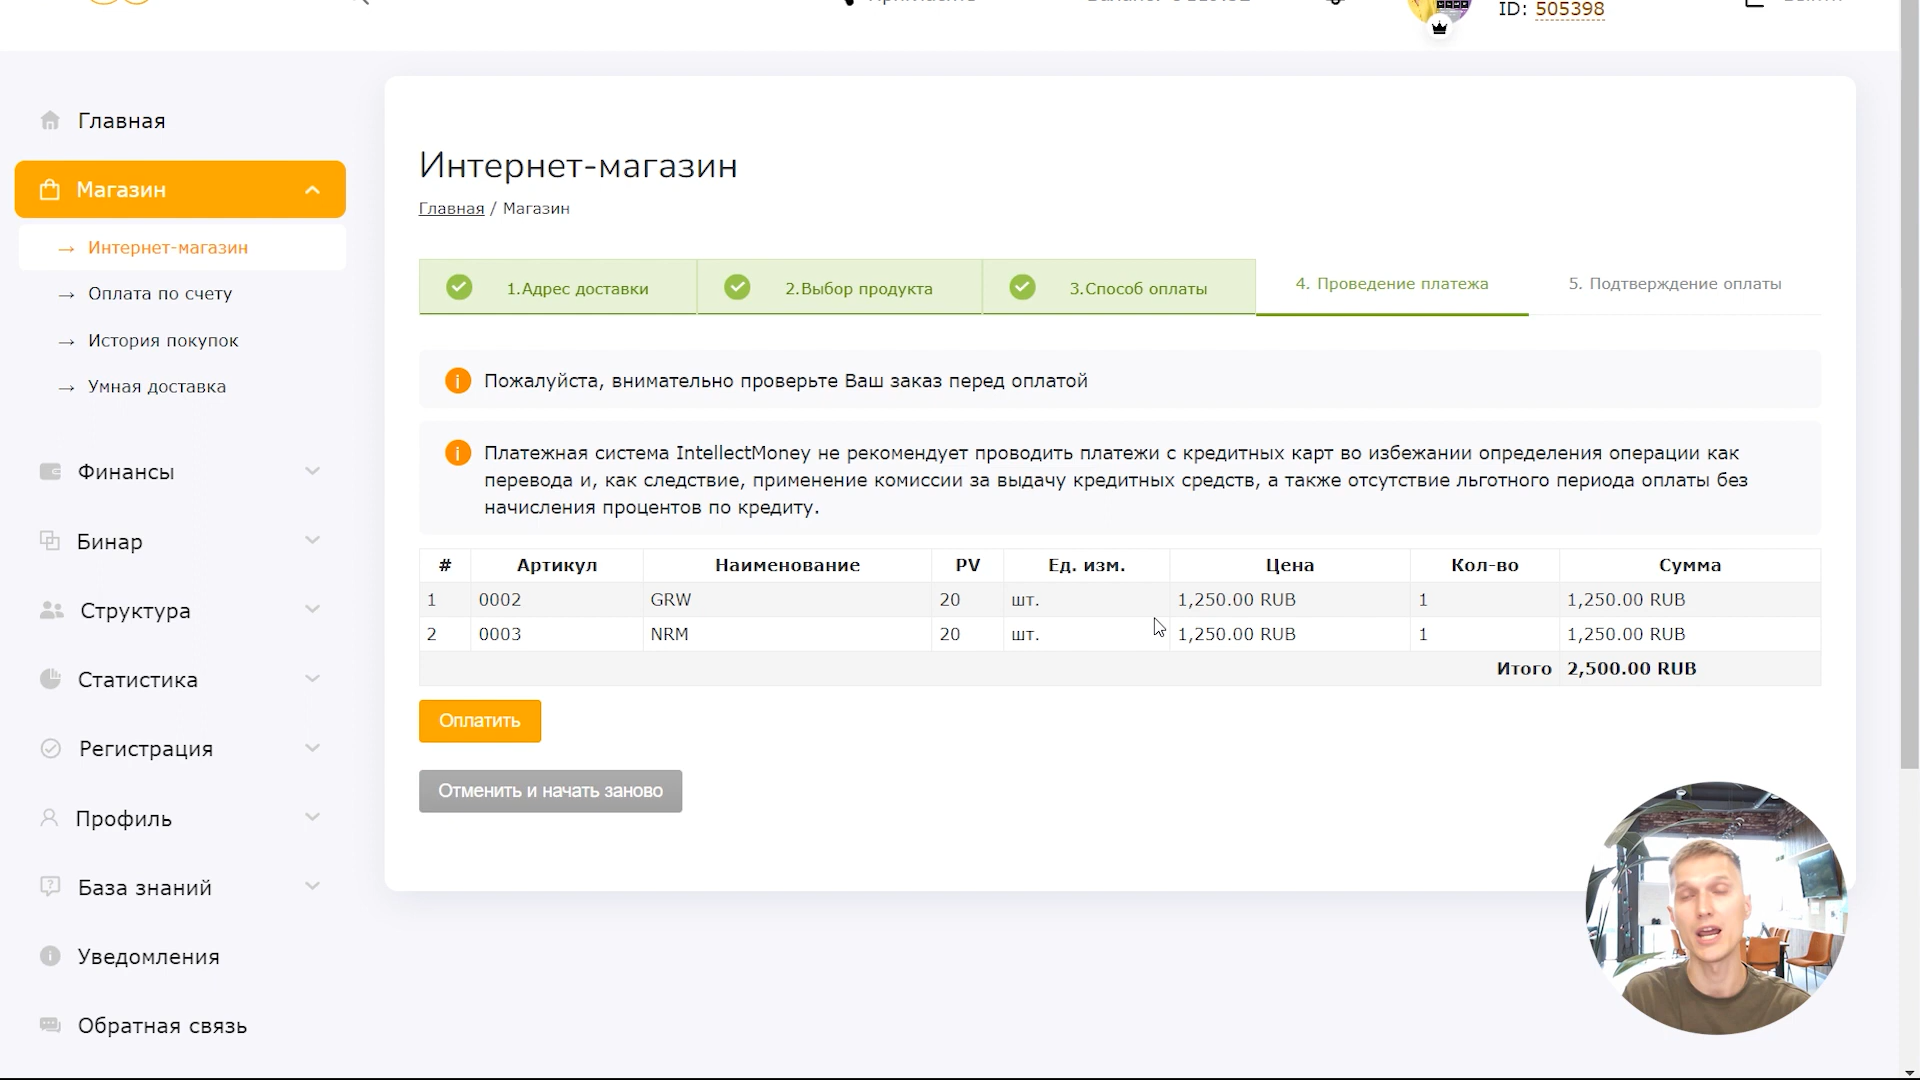 ID: 505398
Главная
Магазин
→ Интернет-магазин
→ Оплата по счету
→ История покупок
→ Умная доставка
Финансы
Бинар
Структура
Статистика
Регистрация
Профиль
База знаний
Уведомления
Обратная связь
Интернет-магазин
Главная / Магазин
1.Адрес доставки 2.Выбор продукта 3.Способ оплаты 4. Проведение платежа 5. Подтверждение оплаты
Пожалуйста, внимательно проверьте Ваш заказ перед оплатой
Платежная система IntellectMoney не рекомендует проводить платежи с кредитных карт во избежании определения операции как
перевода и, как следствие, применение комиссии за выдачу кредитных средств, а также отсутствие льготного периода оплаты без
начисления процентов по кредиту.
# Артикул Наименование PV Ед. изм. Цена Кол-во Сумма
1 0002 GRW 20 шт. 1,250.00 RUB 1 1,250.00 RUB
2 0003 NRM 20 шт. 1,250.00 RUB 1 1,250.00 RUB
Итого 2,500.00 RUB
Оплатить
Отменить и начать заново